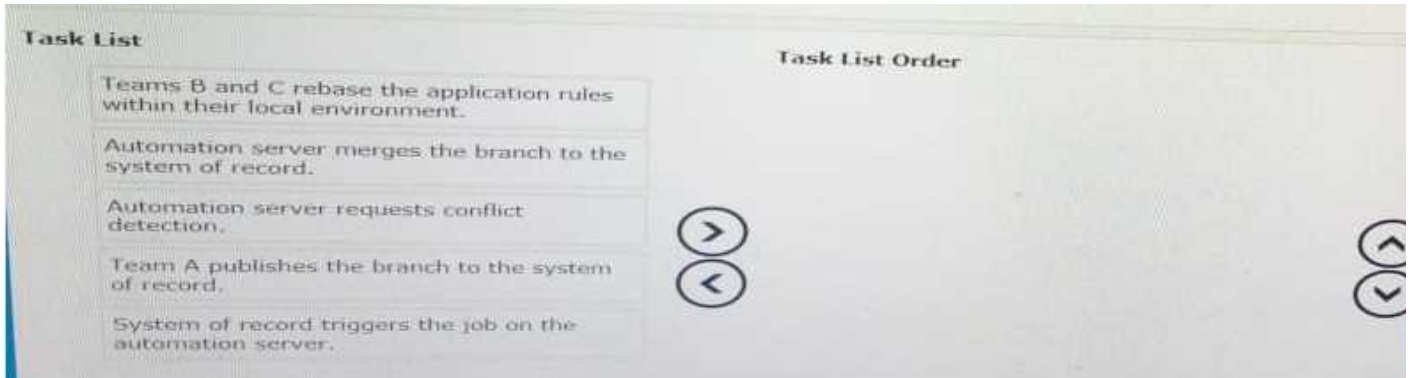 Task List
Task List Order
Teams B and C rebase the application rules
within their local environment.
Automation server merges the branch to the
system of record.
Automation server requests conflict
detection.
Team A publishes the branch to the system
of record.
System of record triggers the job on the
automation server.